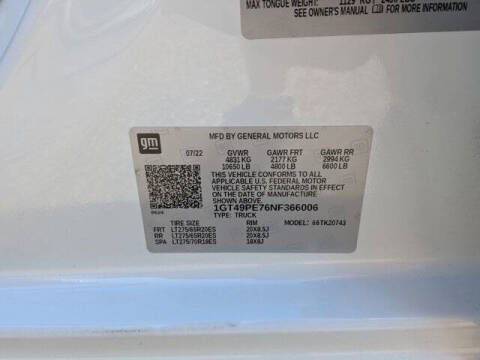 MAX TONGUE WEIGHT: 1129 KG
SEE OWNER'S MANUAL FOR MORE INFORMATION
gm
MFD BY GENERAL MOTORS LLC
07/22 GVWR GAWR FRT GAWR RR
4831 KG 2177 KG 2994 KG
10650 LB 4800 LB 6600 LB
THIS VEHICLE CONFORMS TO ALL
APPLICABLE U.S. FEDERAL MOTOR
VEHICLE SAFETY STANDARDS IN EFFECT
ON THE DATE OF MANUFACTURE SHOWN ABOVE.
1GT49PE76NF366006
TYPE: TRUCK
TIRE SIZE RIM MODEL: 66TK20743
FRT LT275/65R20ES 20X8.5J
RR LT275/65R20ES 20X8.5J
SPA LT275/70R18ES 18X8J